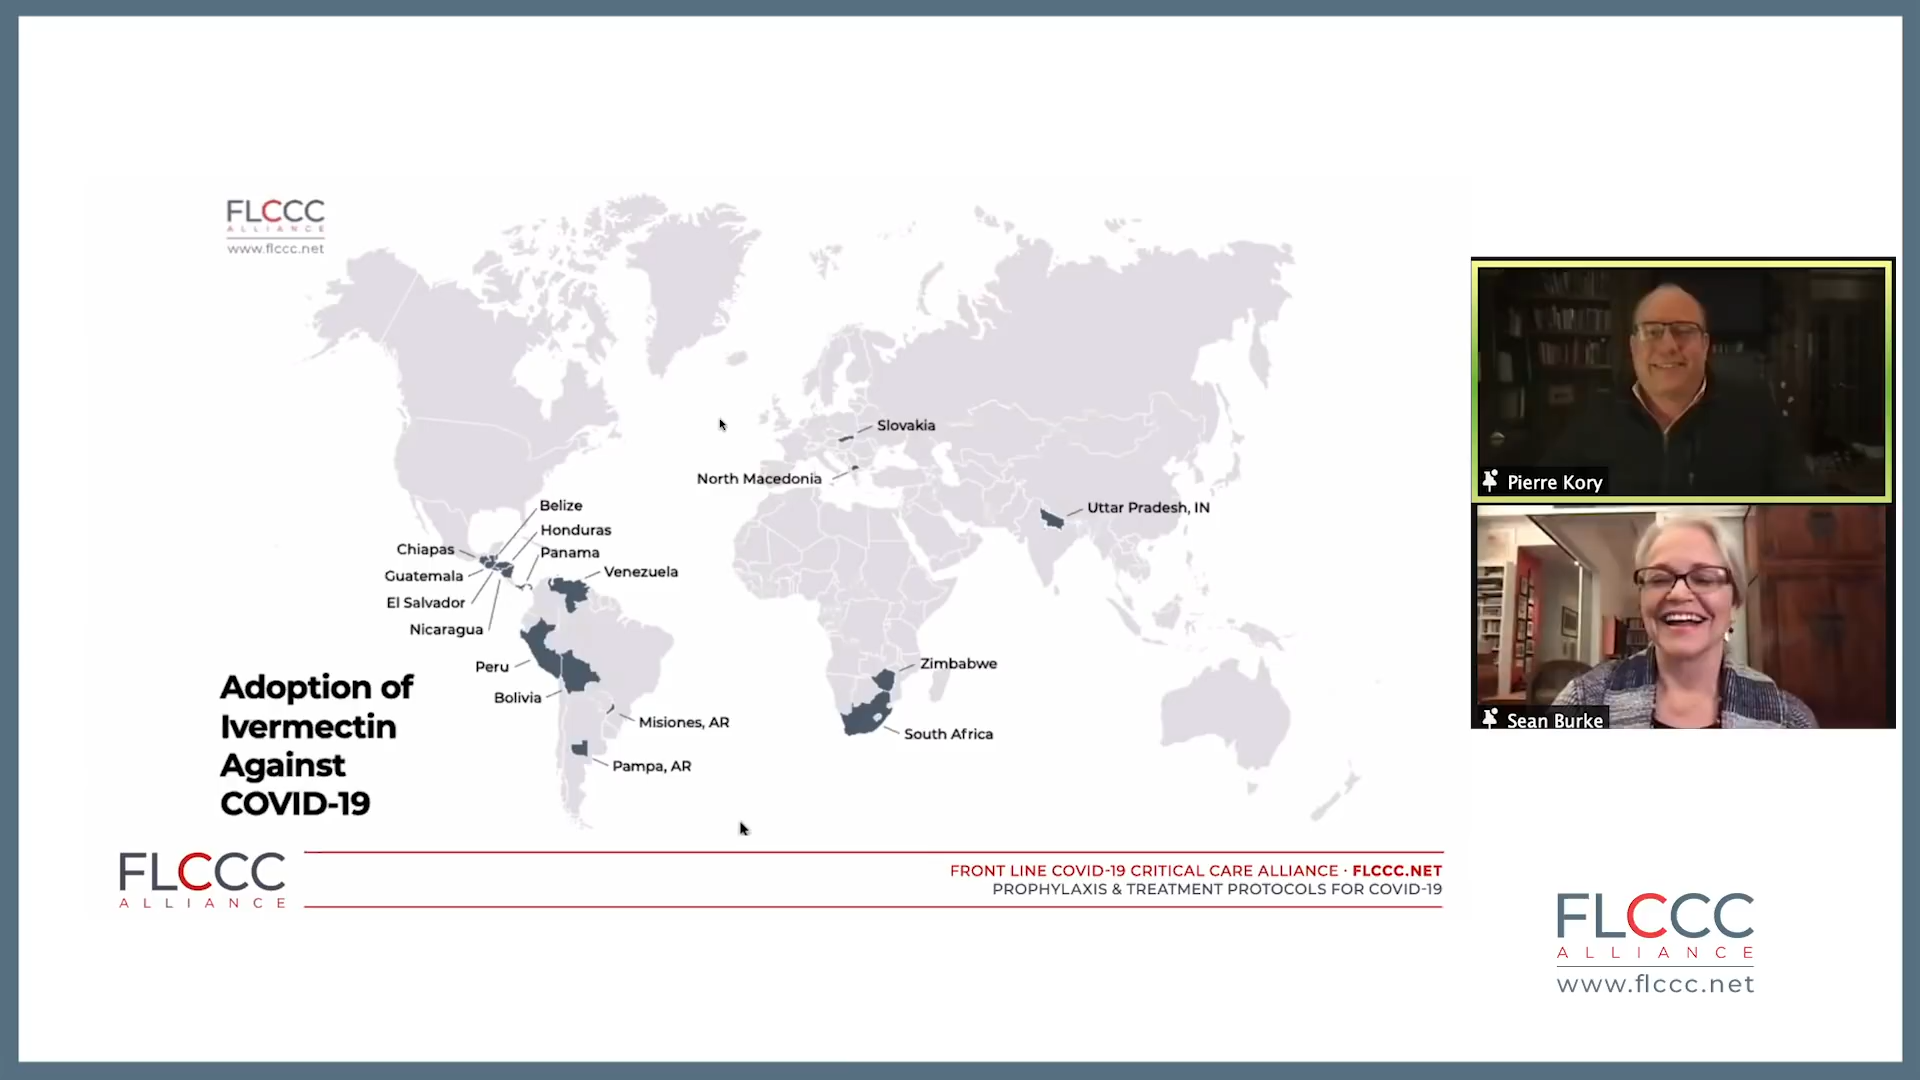 FLCCC
ALLIANCE
www.flccc.net
Slovakia
North Macedonia
Uttar Pradesh, IN
Belize
Honduras
Chiapas
Panama
Guatemala
Venezuela
El Salvador
Nicaragua
Peru
Zimbabwe
Bolivia
Misiones, AR
South Africa
Pampa, AR
Adoption of
Ivermectin
Against
COVID-19
FLCCC
ALLIANCE
FRONT LINE COVID-19 CRITICAL CARE ALLIANCE · FLCCC.NET
PROPHYLAXIS & TREATMENT PROTOCOLS FOR COVID-19
Pierre Kory
Sean Burke
FLCCC
ALLIANCE
www.flccc.net